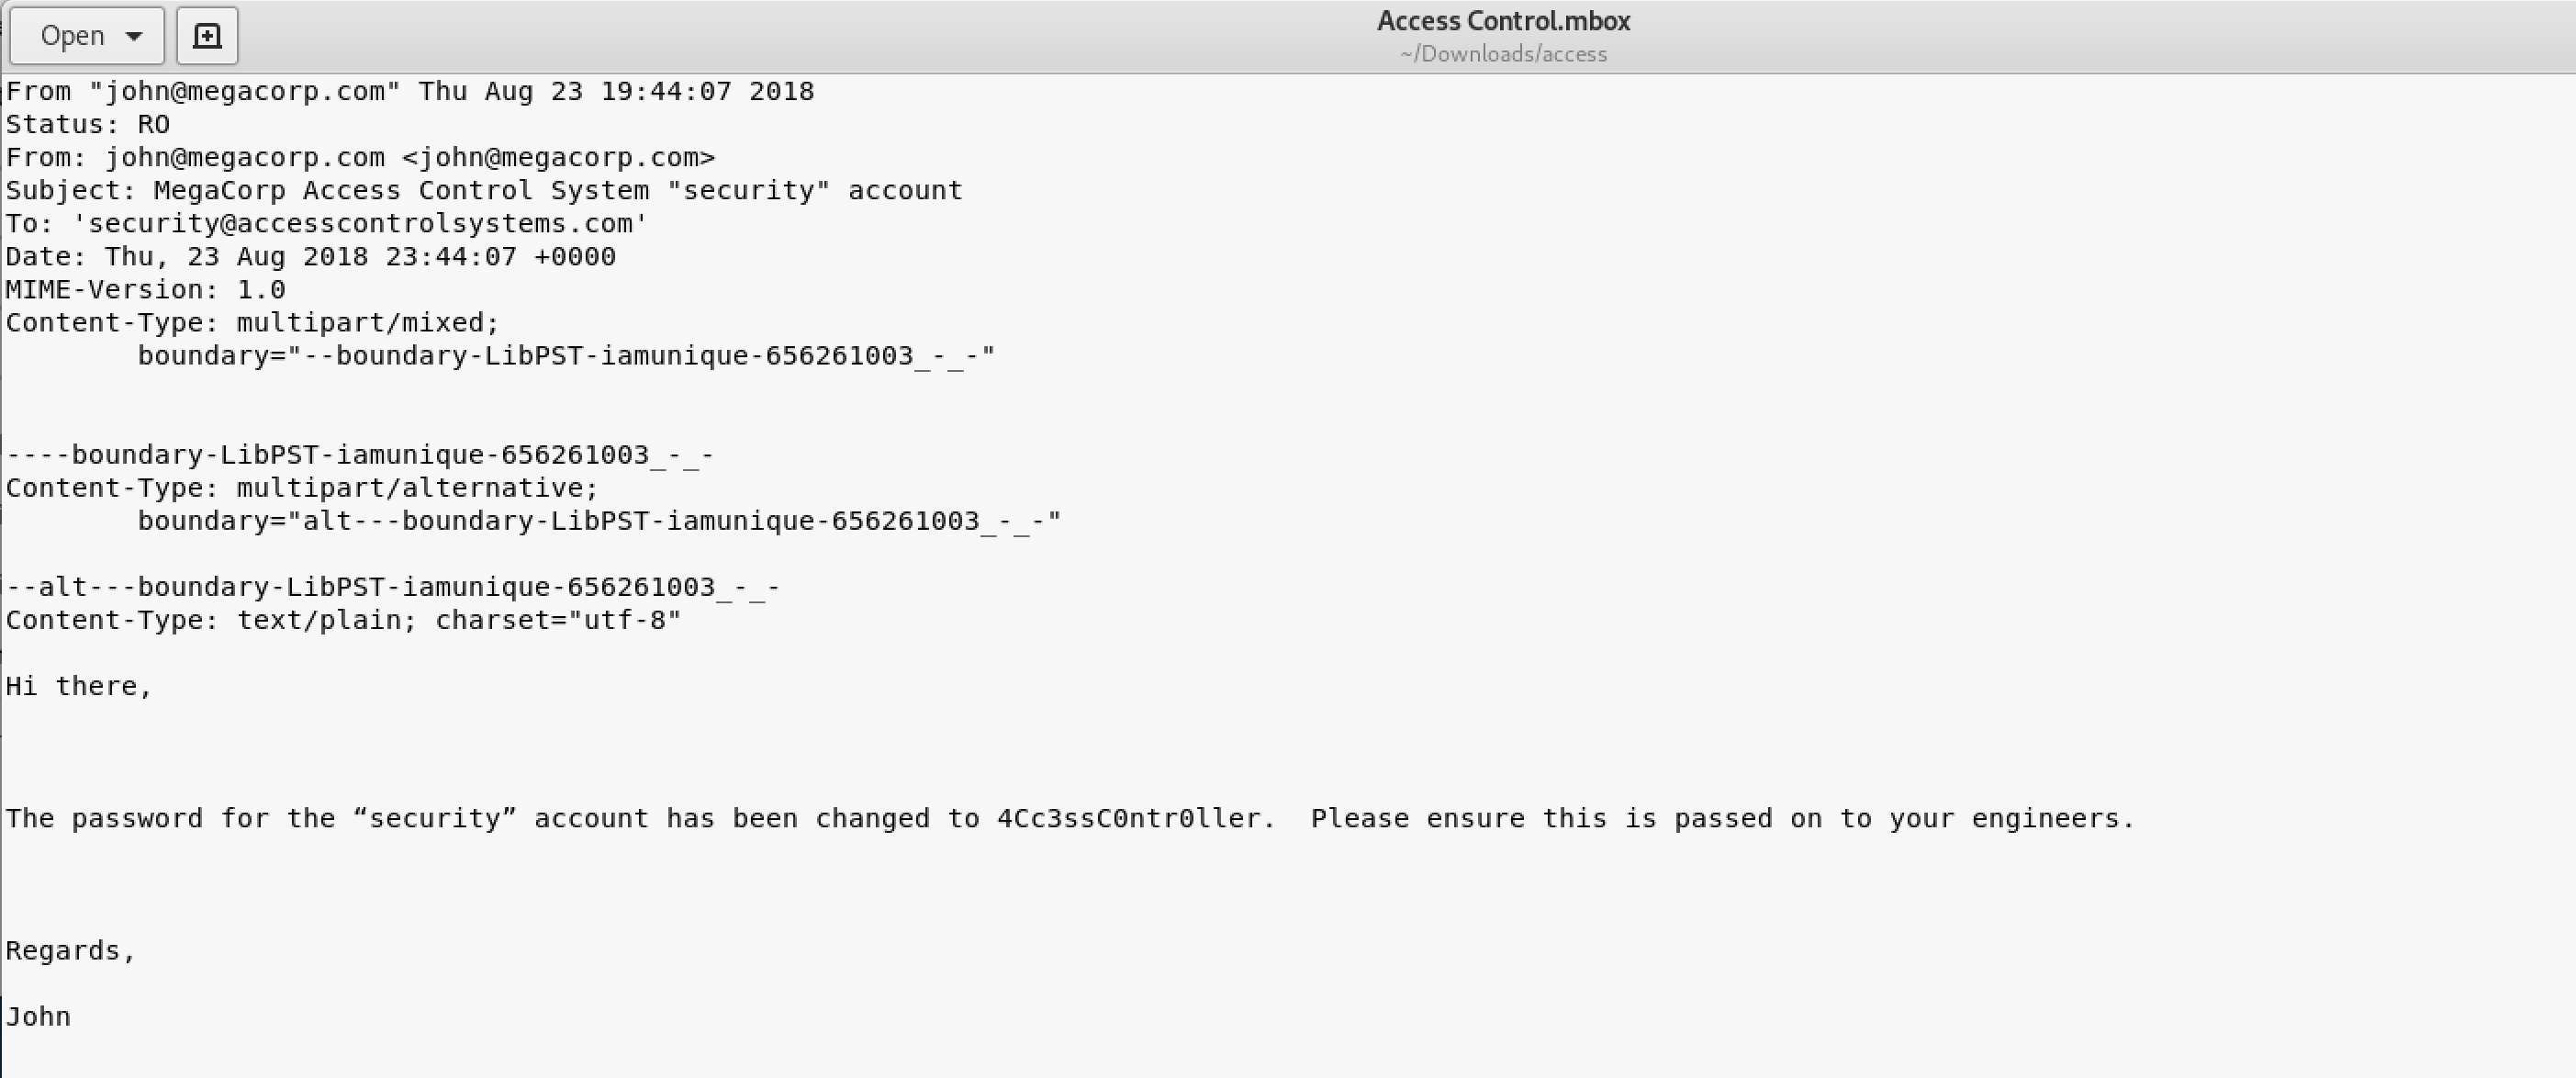 Open
Access Control.mbox
~/Downloads/access
From "john@megacorp.com" Thu Aug 23 19:44:07 2018
Status: RO
From: john@megacorp.com <john@megacorp.com>
Subject: MegaCorp Access Control System "security" account
To: 'security@accesscontrolsystems.com'
Date: Thu, 23 Aug 2018 23:44:07 +0000
MIME-Version: 1.0
Content-Type: multipart/mixed;
        boundary="--boundary-LibPST-iamunique-656261003_-_-"
----boundary-LibPST-iamunique-656261003_-_-
Content-Type: multipart/alternative;
        boundary="alt---boundary-LibPST-iamunique-656261003_-_-"
--alt---boundary-LibPST-iamunique-656261003_-_-
Content-Type: text/plain; charset="utf-8"
Hi there,
The password for the “security” account has been changed to 4Cc3ssC0ntr0ller.  Please ensure this is passed on to your engineers.
Regards,
John